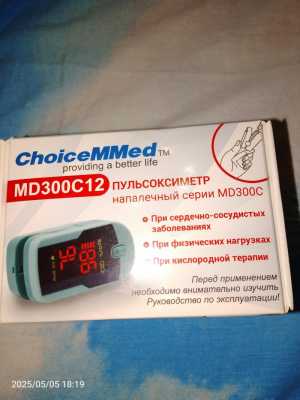 ChoiceMMed™
providing a better life
MD300C12 ПУЛЬСОКСИМЕТР
напалечный серии MD300C
При сердечно-сосудистых
заболеваниях
При физических нагрузках
При кислородной терапии
Перед применением
необходимо внимательно изучить
Руководство по эксплуатации!
2025/05/05 18:19